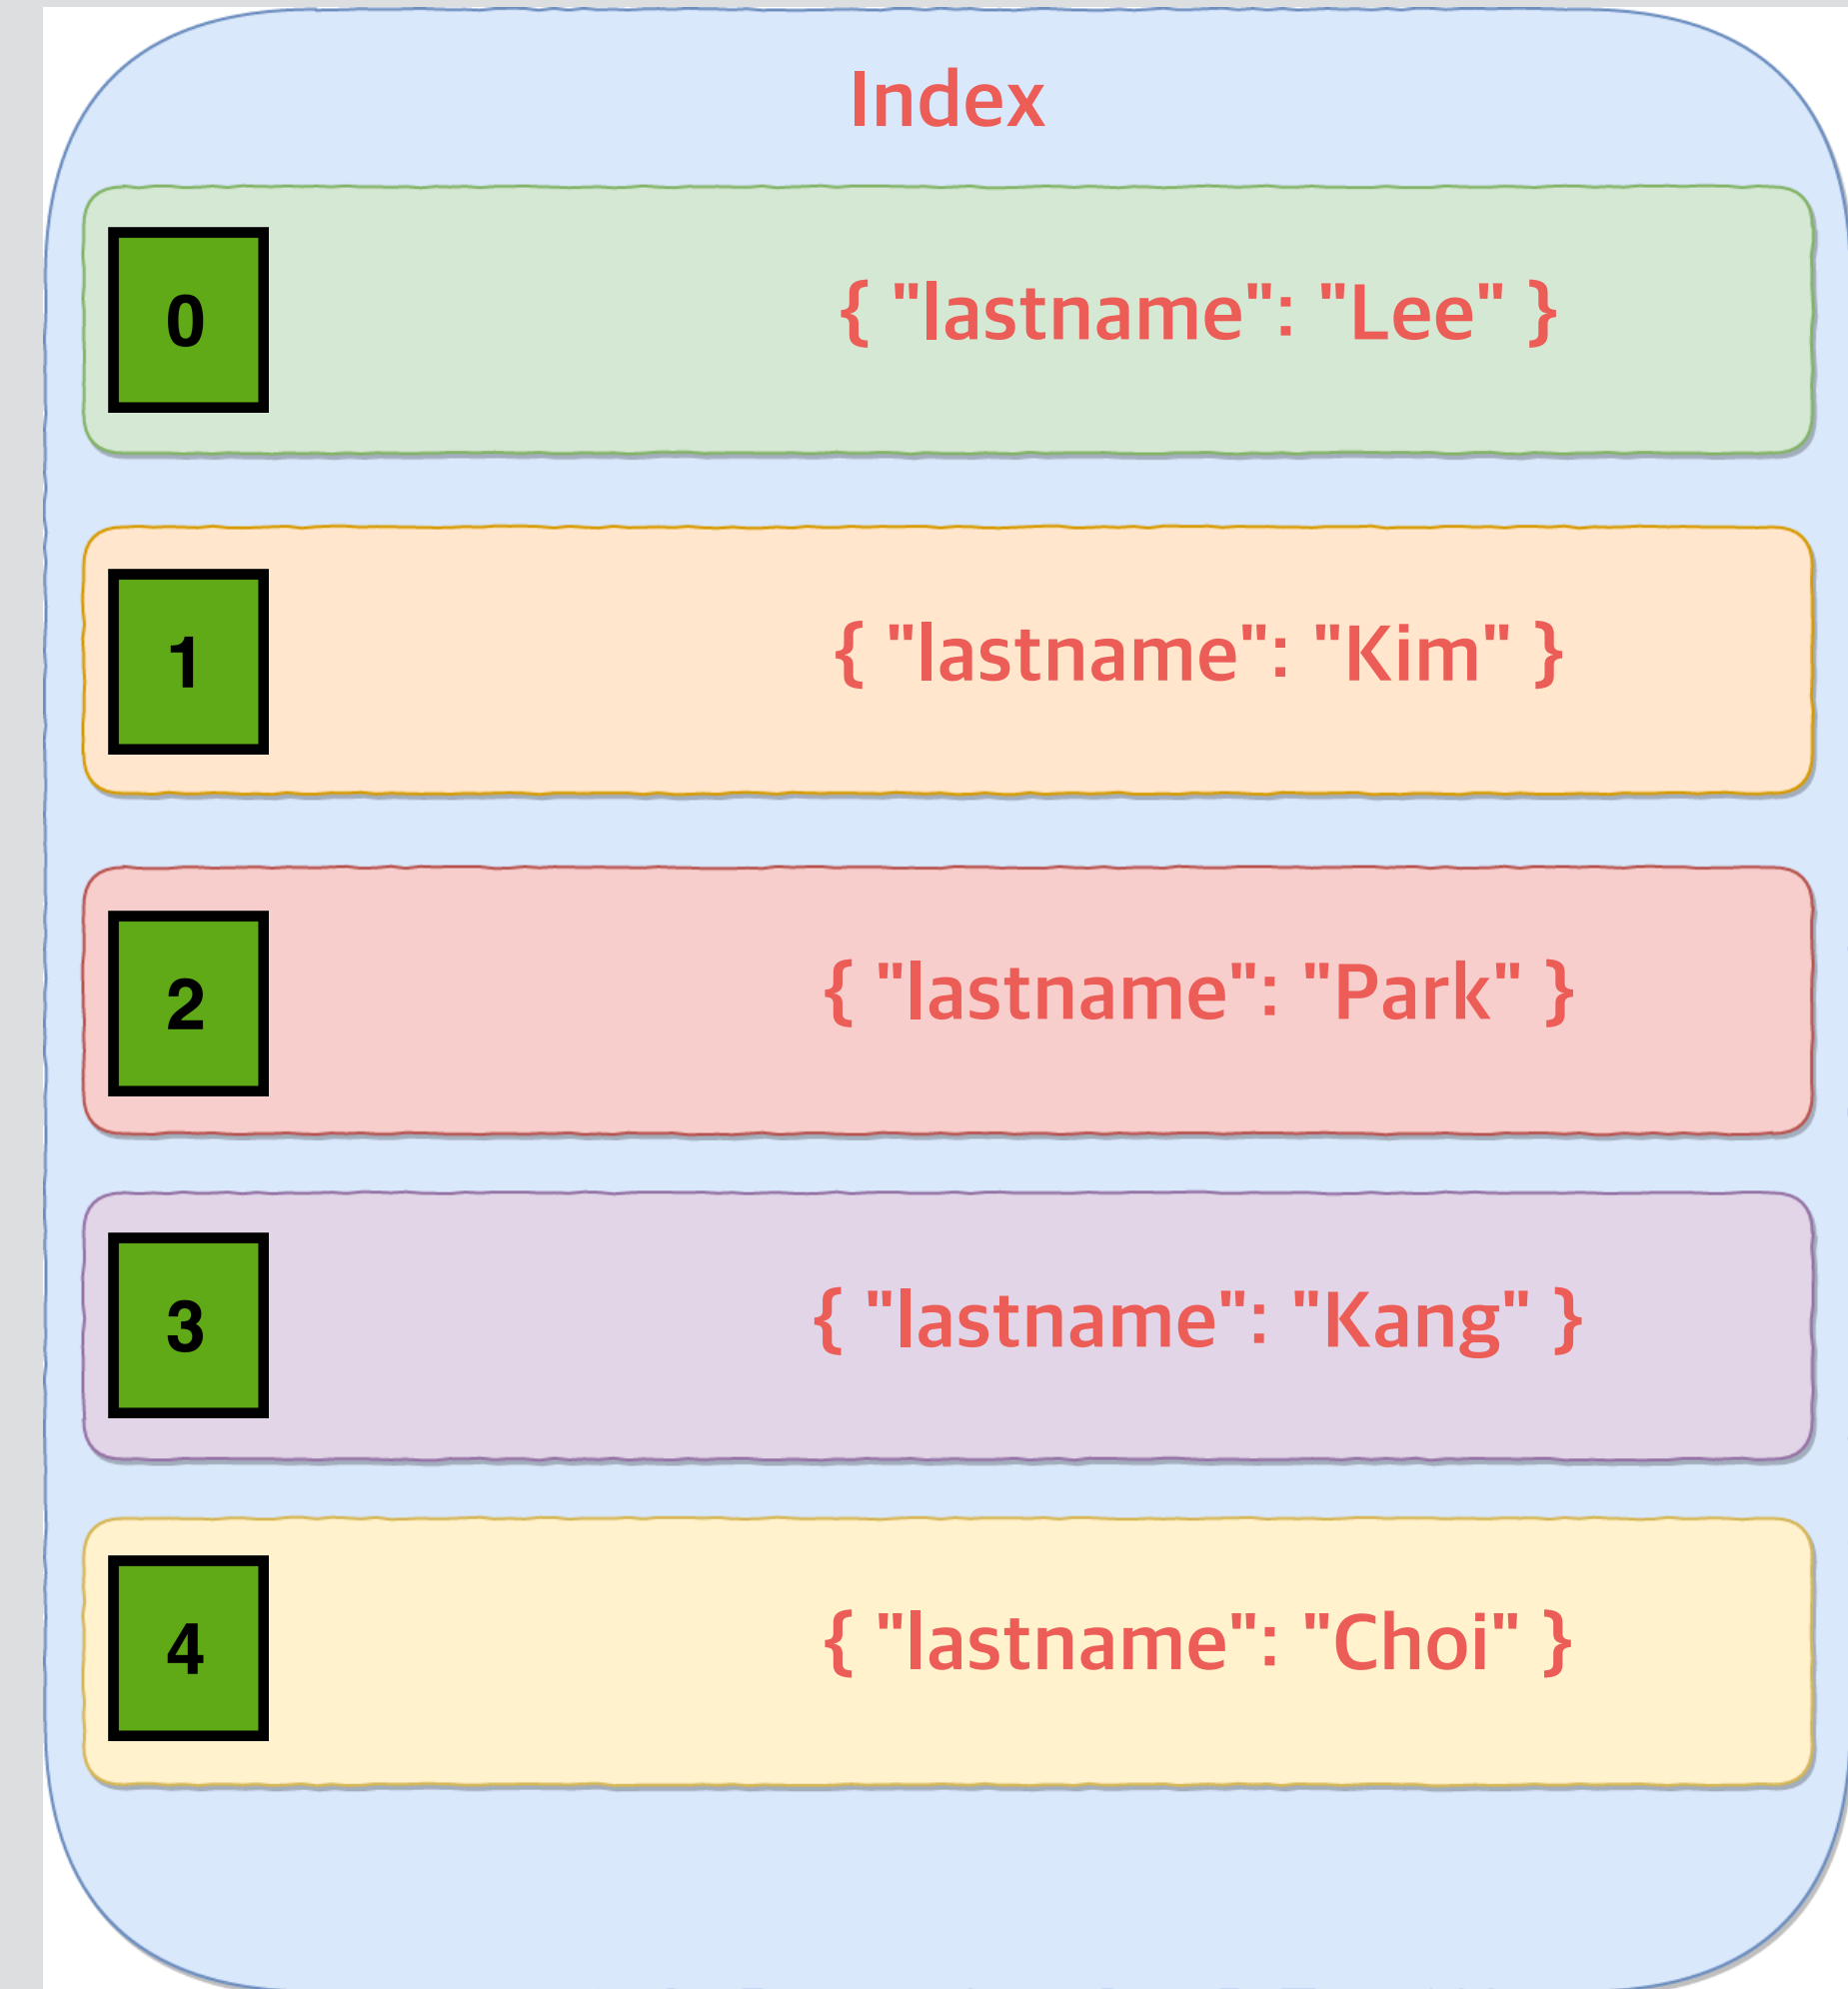 Index
0 { "lastname": "Lee" }
1 { "lastname": "Kim" }
2 { "lastname": "Park" }
3 { "lastname": "Kang" }
4 { "lastname": "Choi" }